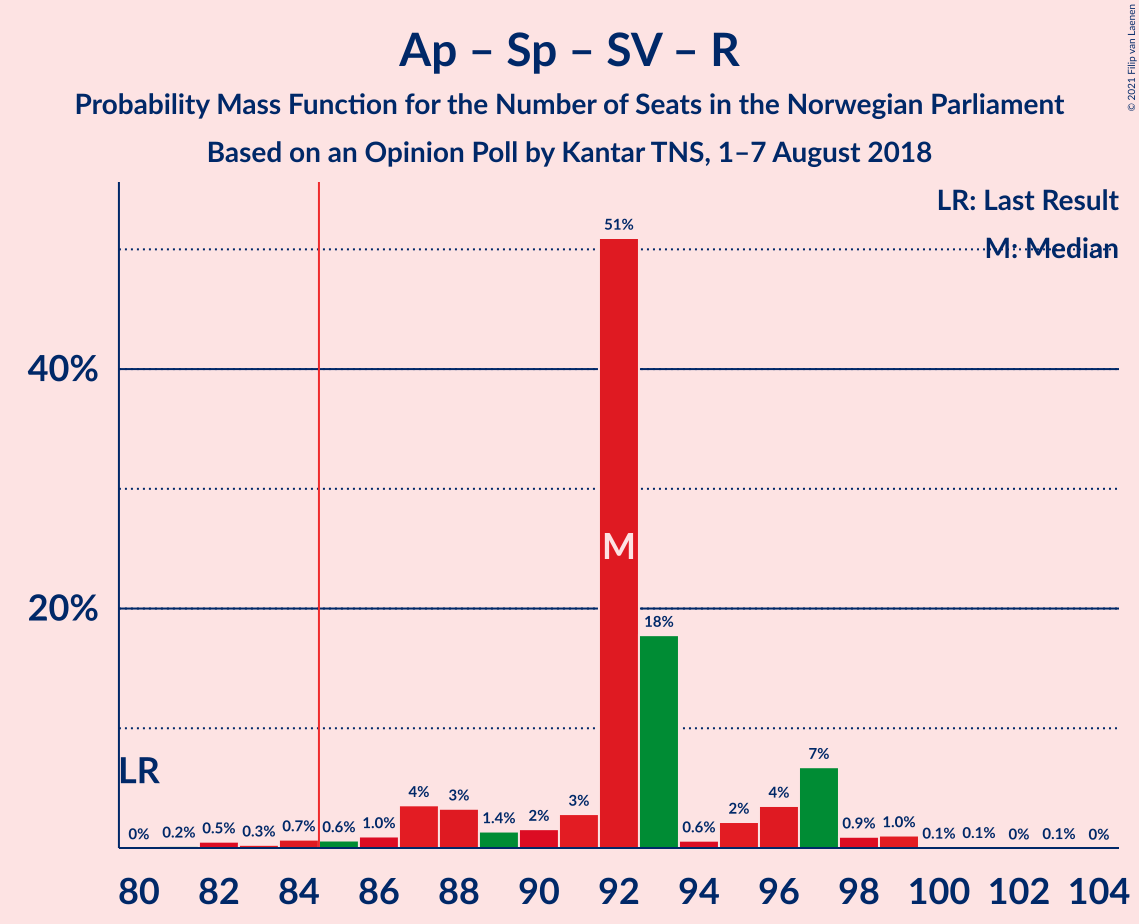 Ap – Sp – SV – R
Probability Mass Function for the Number of Seats in the Norwegian Parliament
Based on an Opinion Poll by Kantar TNS, 1–7 August 2018
© 2021 Filip van Laenen
LR: Last Result
M: Median
40%
20%
LR
M
0% 0.2% 0.5% 0.3% 0.7% 0.6% 1.0% 4% 3% 1.4% 2% 3% 51% 18% 0.6% 2% 4% 7% 0.9% 1.0% 0.1% 0.1% 0% 0.1% 0%
80 82 84 86 88 90 92 94 96 98 100 102 104